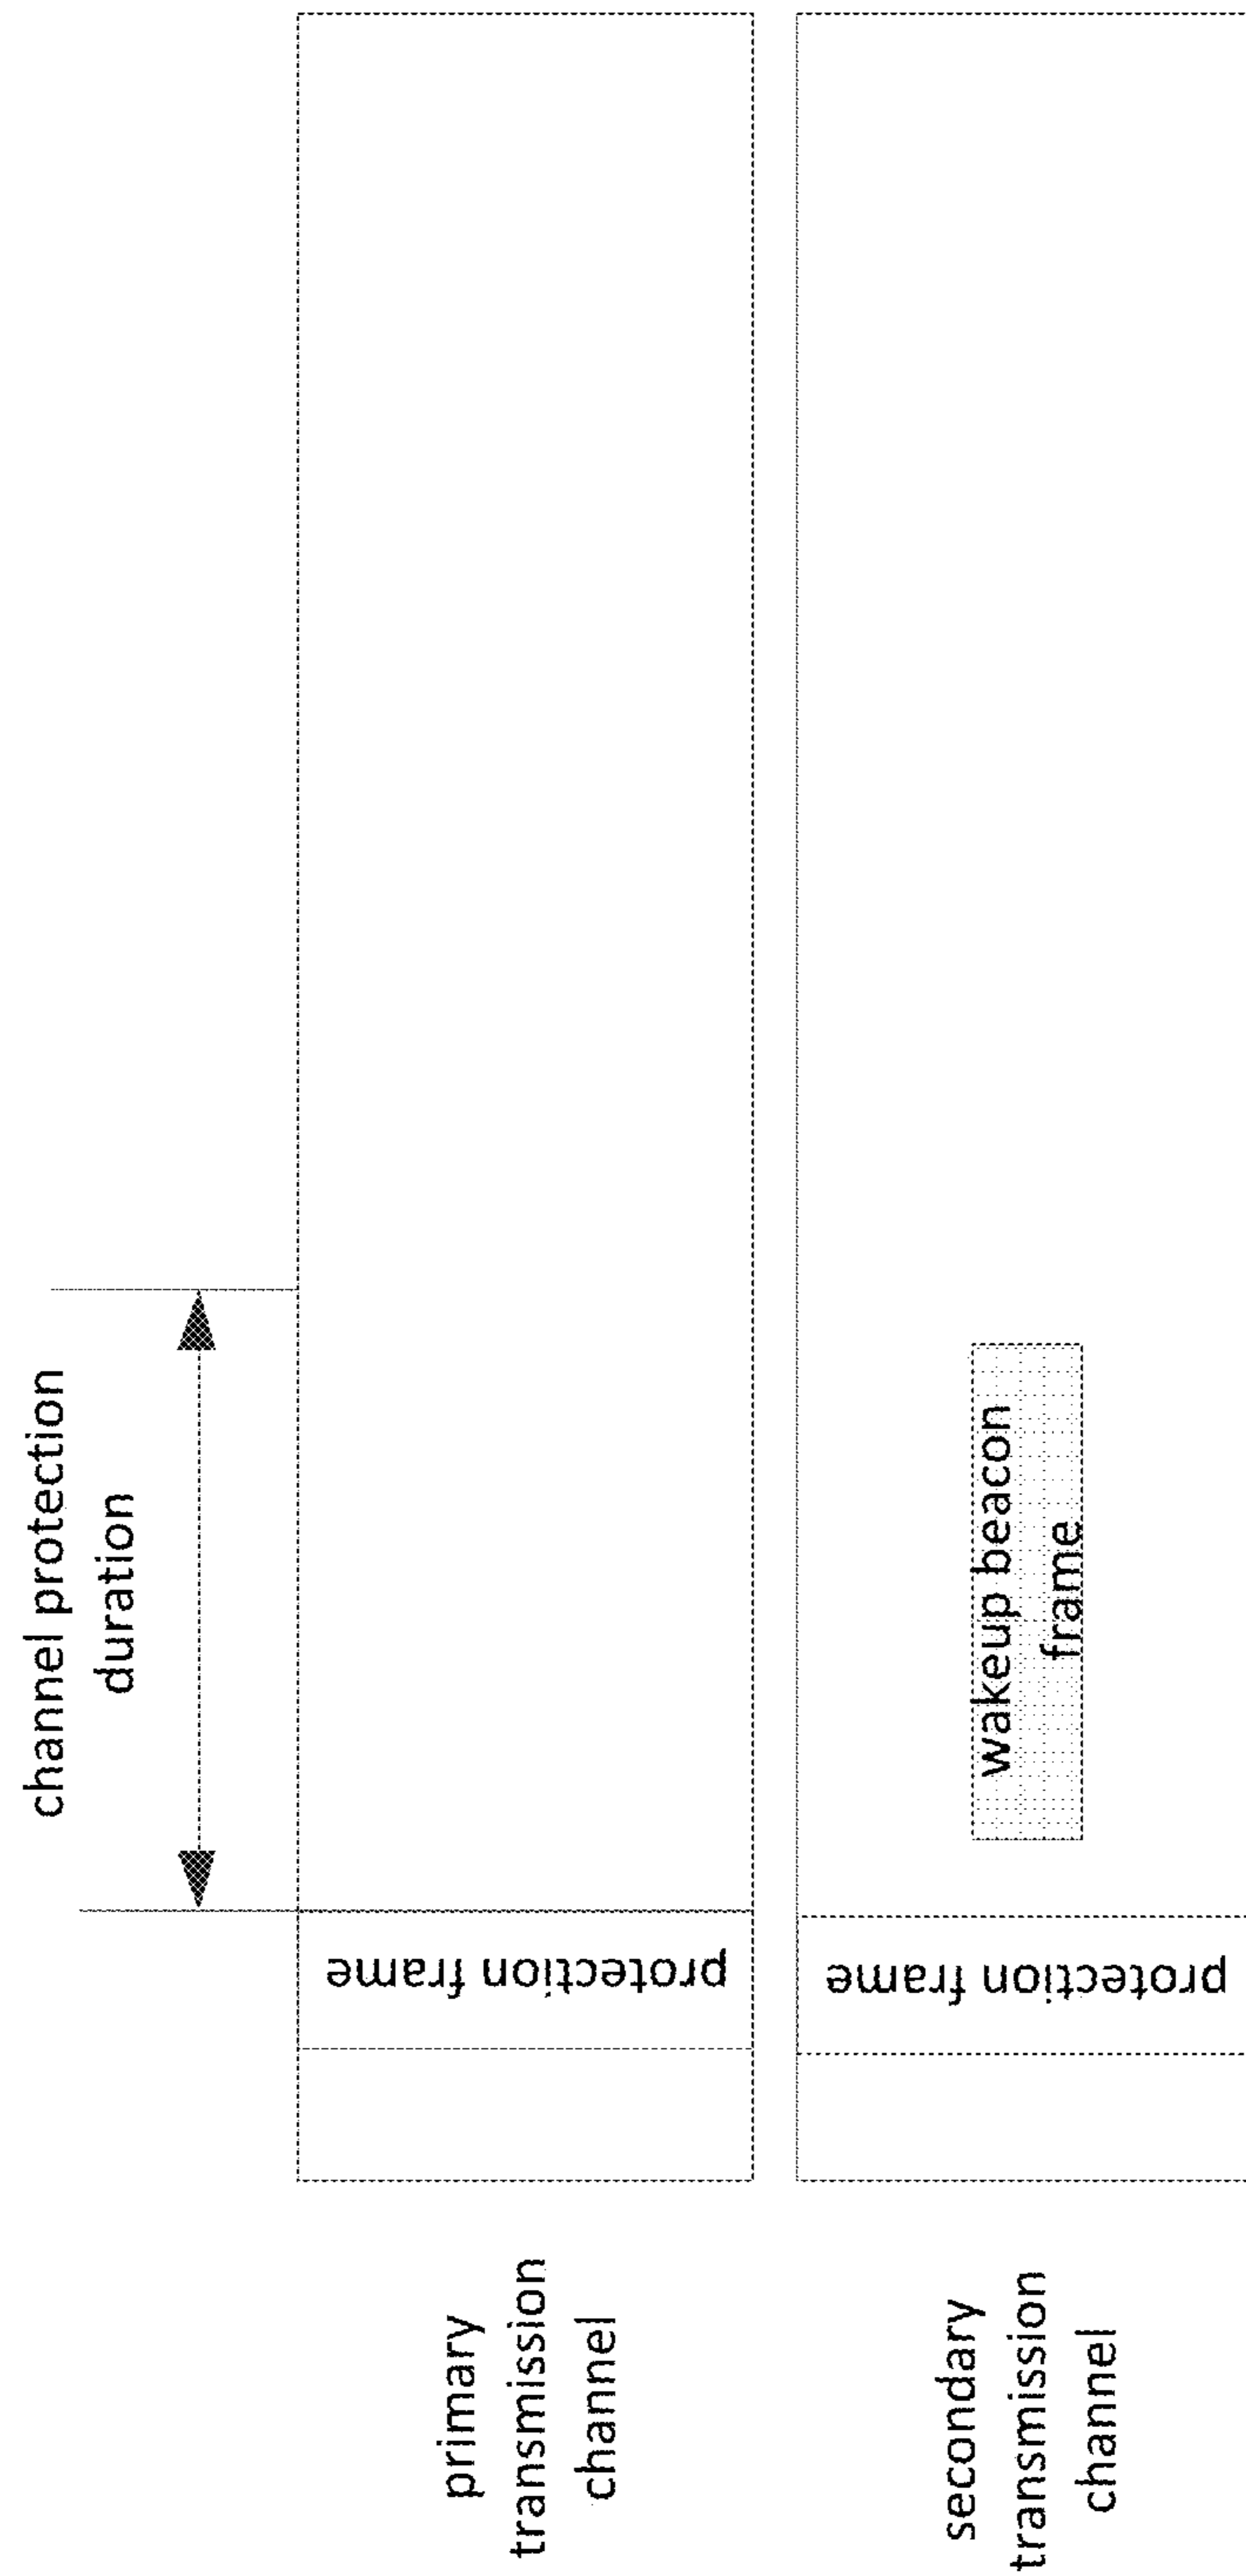 channel protection
duration
primary
transmission
channel
protection frame
secondary
transmission
channel
protection frame
wakeup beacon
frame